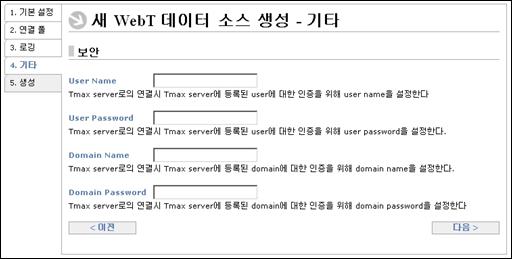 1. 기본 설정
2. 연결 풀
3. 로깅
4. 기타
5. 생성
새 WebT 데이터 소스 생성 - 기타
보안
User Name
Tmax server로의 연결시 Tmax server에 등록된 user에 대한 인증을 위해 user name을 설정한다
User Password
Tmax server로의 연결시 Tmax server에 등록된 user에 대한 인증을 위해 user password를 설정한다.
Domain Name
Tmax server로의 연결시 Tmax server에 등록된 domain에 대한 인증을 위해 domain name을 설정한다.
Domain Password
Tmax server로의 연결시 Tmax server에 등록된 domain에 대한 인증을 위해 domain password을 설정한다
< 이전
다음 >